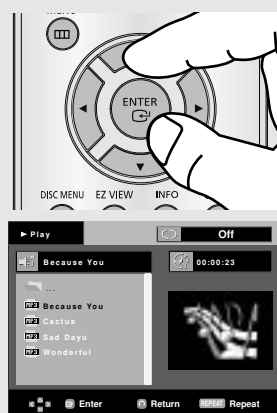 MENU
ENTER
DISC MENU EZ VIEW INFO
Play Off
Because You 00:00:23
...
MP3 Because You
MP3 Cactus
MP3 Sad Dayu
MP3 Wonderful
Enter Return REPEAT Repeat